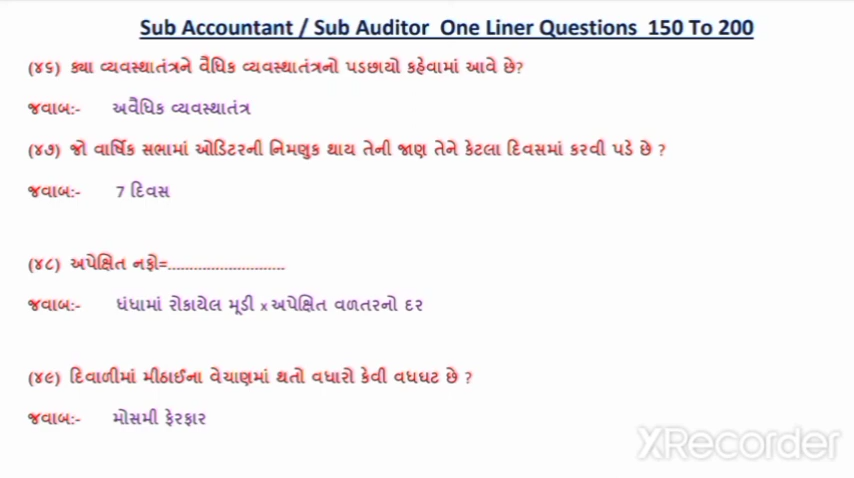 Sub Accountant / Sub Auditor One Liner Questions 150 To 200
(૪૬) ક્યા વ્યવસ્થાતંત્રને વૈધિક વ્યવસ્થાતંત્રનો પડછાયો કહેવામાં આવે છે?
જવાબ:- અવૈધિક વ્યવસ્થાતંત્ર
(૪૭) જો વાર્ષિક સભામાં ઓડિટરની નિમણુક થાય તેની જાણ તેને કેટલા દિવસમાં કરવી પડે છે ?
જવાબ:- 7 દિવસ
(૪૮) અપેક્ષિત નફો=...........................
જવાબ:- ધંધામાં રોકાયેલ મૂડી x અપેક્ષિત વળતરનો દર
(૪૯) દિવાળીમાં મીઠાઈના વેચાણમાં થતો વધારો કેવી વધઘટ છે ?
જવાબ:- મોસમી ફેરફાર
XRecorder